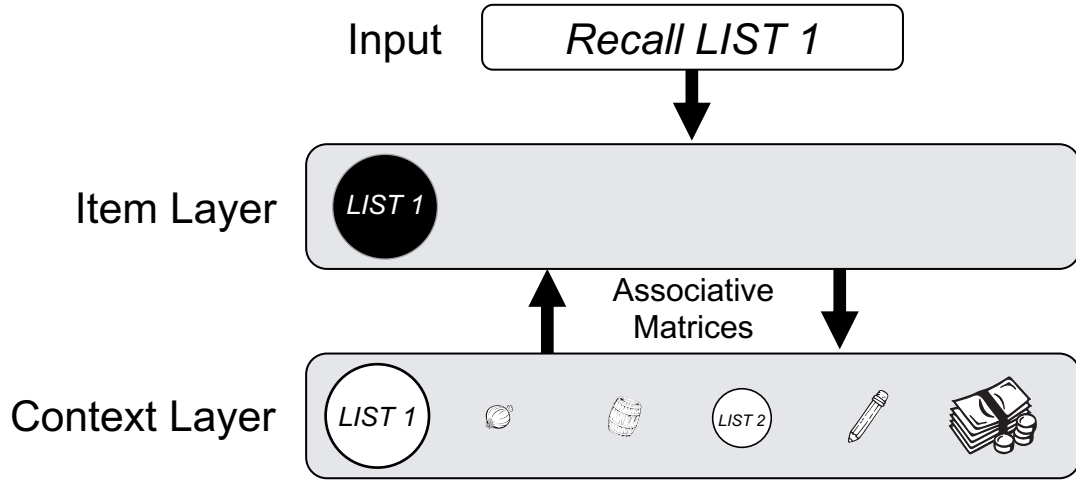 Input
Recall LIST 1
Item Layer
LIST 1
Associative
Matrices
Context Layer
LIST 1
LIST 2